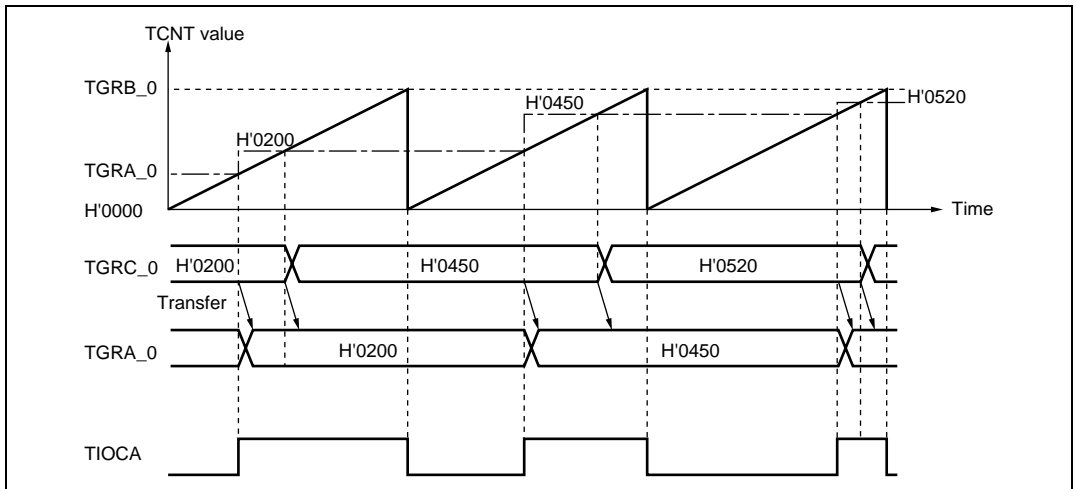 TCNT value
TGRB_0
H'0520
H'0450
H'0200
TGRA_0
H'0000
Time
TGRC_0
H'0200
H'0450
H'0520
Transfer
TGRA_0
H'0200
H'0450
TIOCA